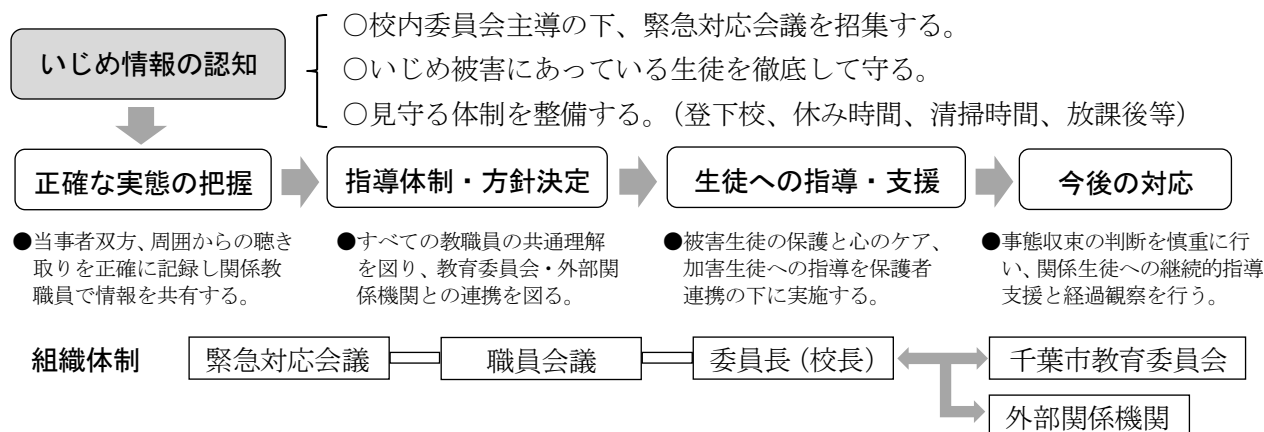 ○校内委員会主導の下、緊急対応会議を招集する。
いじめ情報の認知
○いじめ被害にあっている生徒を徹底して守る。
○見守る体制を整備する。（登下校、休み時間、清掃時間、放課後等）
正確な実態の把握
指導体制・方針決定
生徒への指導・支援
今後の対応
●当事者双方、周囲からの聴き
取りを正確に記録し関係教
職員で情報を共有する。
●すべての教職員の共通理解
を図り、教育委員会・外部関
係機関との連携を図る。
●被害生徒の保護と心のケア、
加害生徒への指導を保護者
連携の下に実施する。
●事態収束の判断を慎重に行
い、関係生徒への継続的指導
支援と経過観察を行う。
組織体制
緊急対応会議
職員会議
委員長（校長）
千葉市教育委員会
外部関係機関